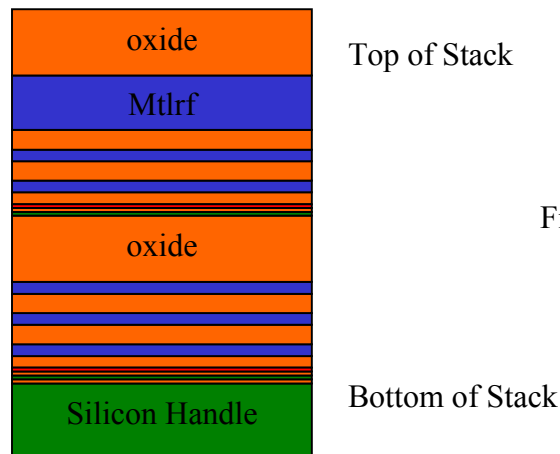 oxide
Top of Stack
Mtlrf
oxide
Bottom of Stack
Silicon Handle